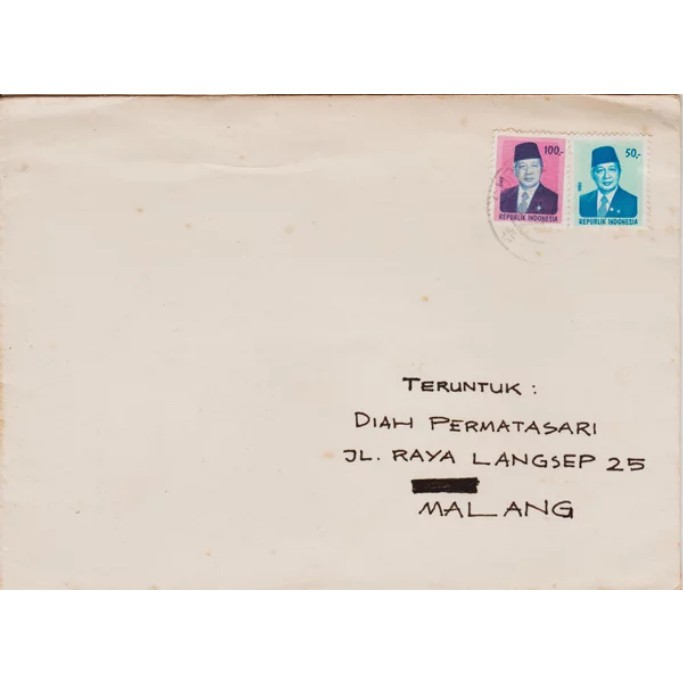 100,-
REPUBLIK INDONESIA
50,-
REPUBLIK INDONESIA
TERUNTUK :
DIAH PERMATASARI
JL. RAYA LANGSEP 25
MALANG